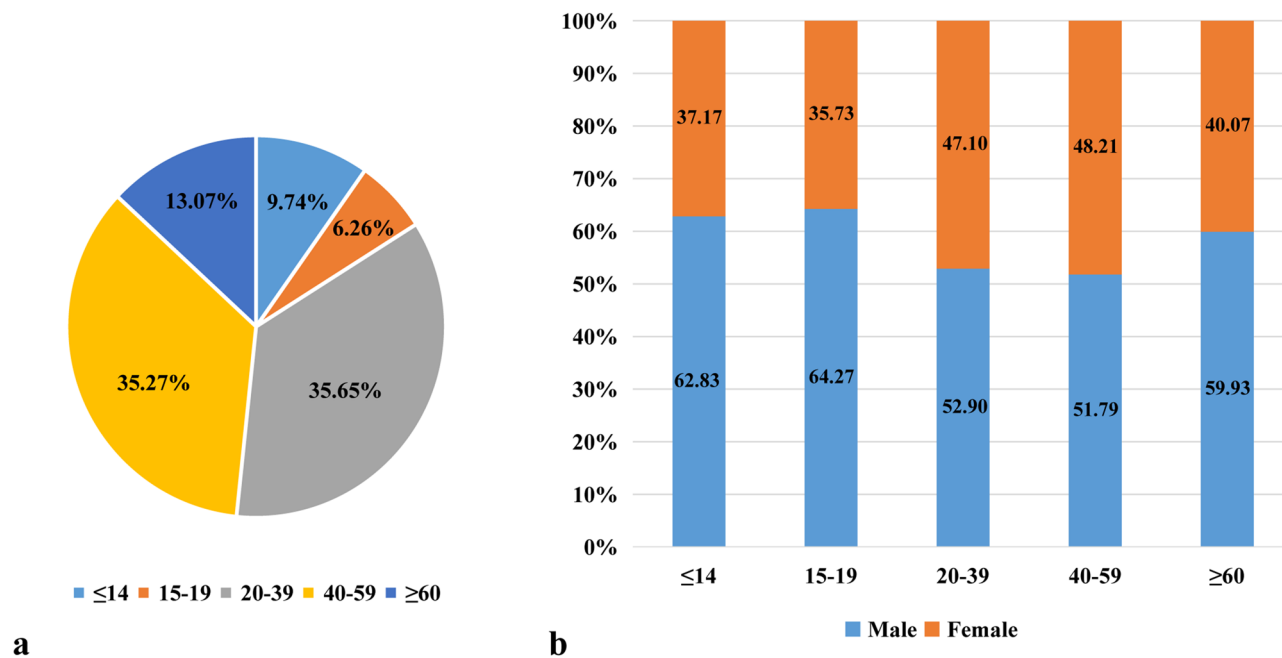 9.74%
6.26%
35.65%
35.27%
13.07%
≤14 15-19 20-39 40-59 ≥60
a
100%
90%
80%
70%
60%
50%
40%
30%
20%
10%
0%
37.17 35.73 47.10 48.21 40.07
62.83 64.27 52.90 51.79 59.93
≤14 15-19 20-39 40-59 ≥60
Male Female
b